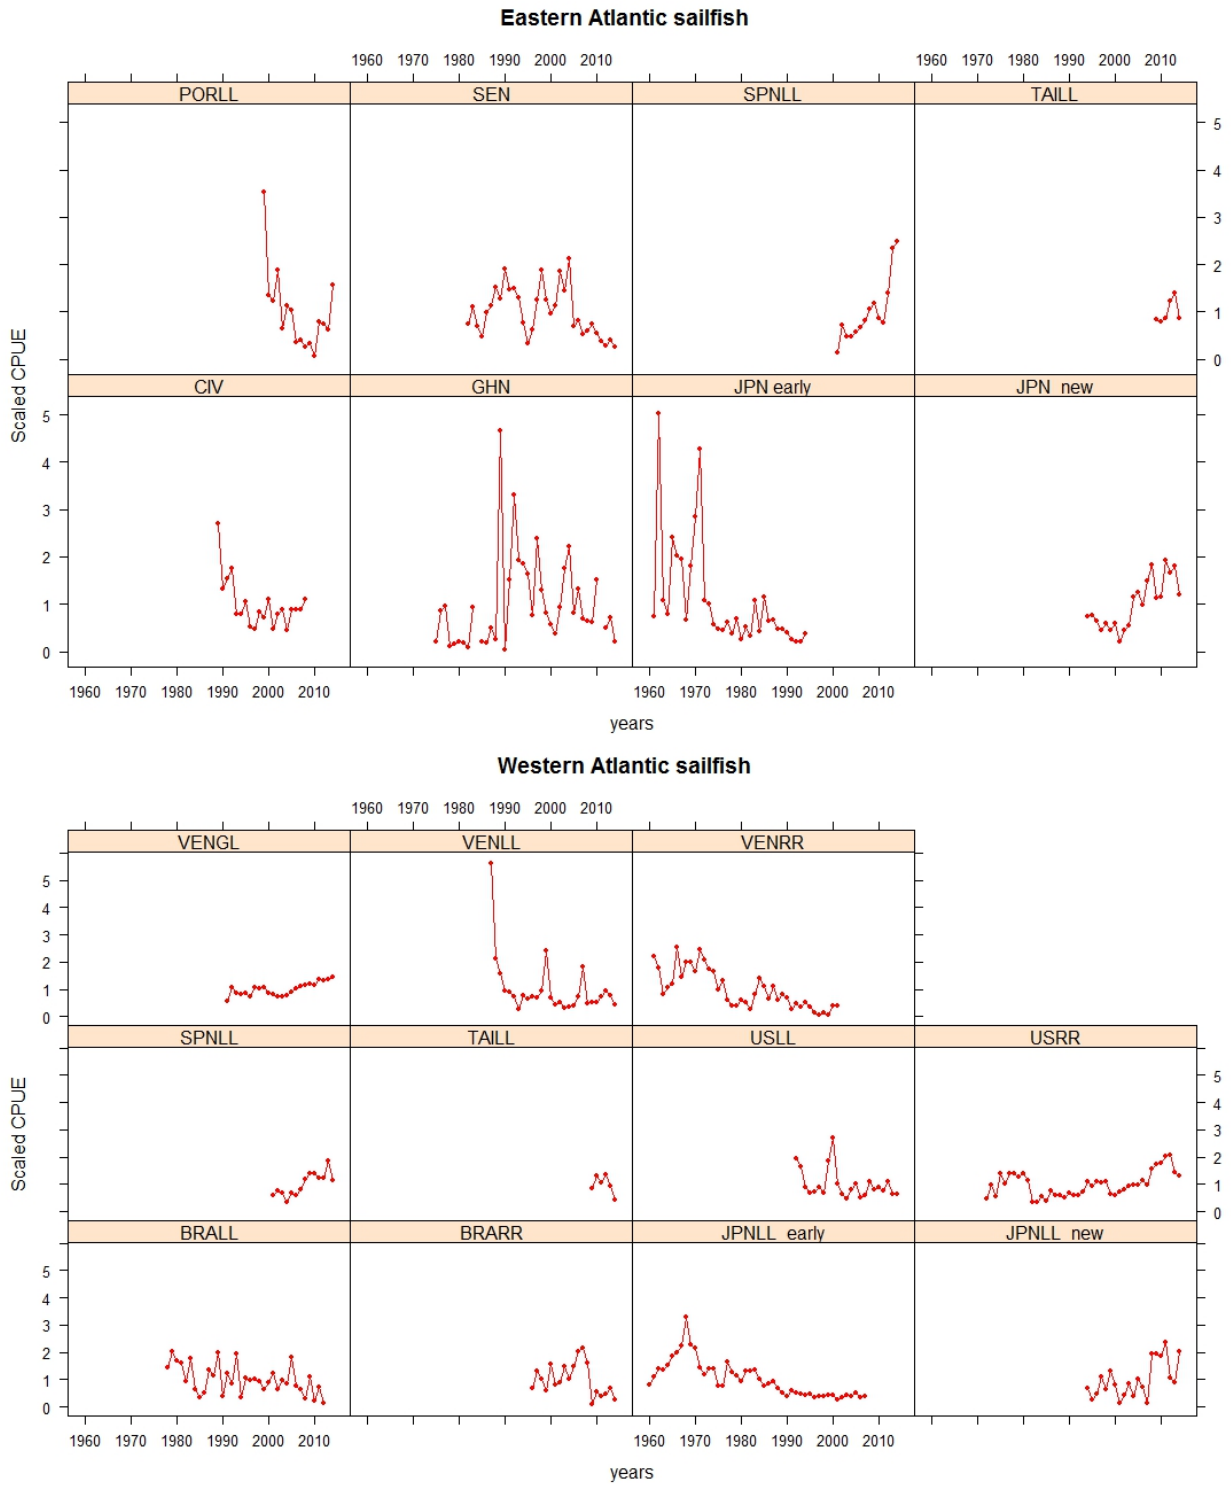 Eastern Atlantic sailfish
1960 1970 1980 1990 2000 2010 1960 1970 1980 1990 2000 2010
PORLL SEN SPNLL TAILL
5
4
3
2
1
0
CIV GHN JPN early JPN new
5
4
3
2
1
0
Scaled CPUE
1960 1970 1980 1990 2000 2010 1960 1970 1980 1990 2000 2010
years
Western Atlantic sailfish
1960 1970 1980 1990 2000 2010
VENGL VENLL VENRR
5
4
3
2
1
0
SPNLL TAILL USLL USRR
5
4
3
2
1
0
Scaled CPUE
BRALL BRARR JPNLL early JPNLL new
5
4
3
2
1
0
1960 1970 1980 1990 2000 2010 1960 1970 1980 1990 2000 2010
years